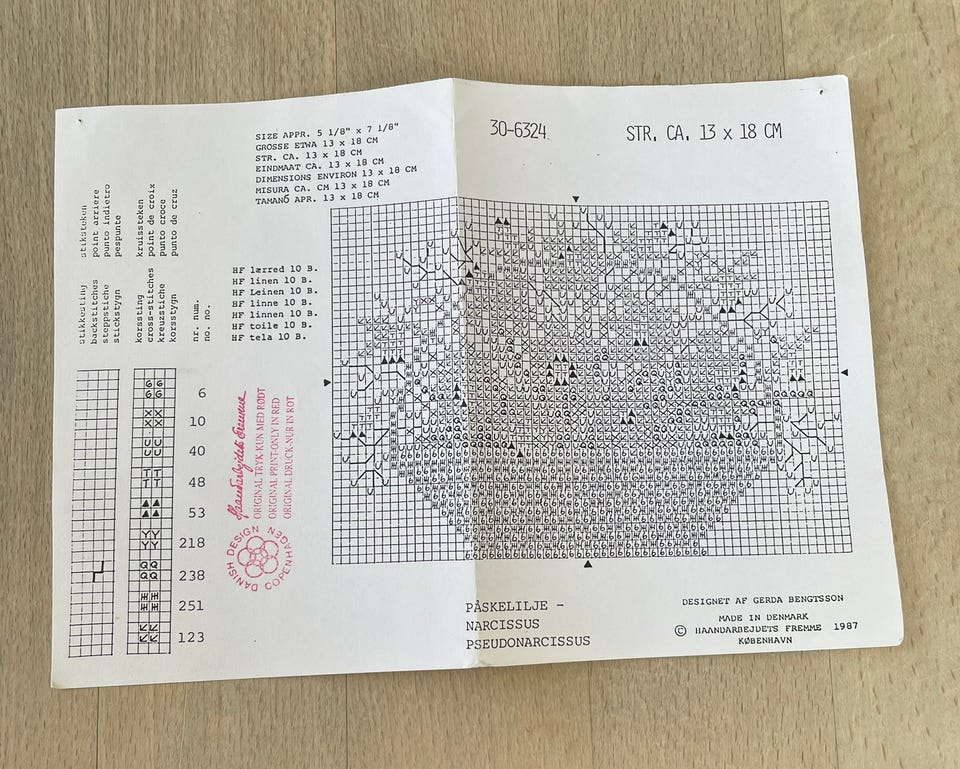 SIZE APPR. 5 1/8" x 7 1/8"
GROSSE ETWA 13 x 18 CM
STR. CA. 13 x 18 CM
EINDMAAT CA. 13 x 18 CM
DIMENSIONS ENVIRON 13 x 18 CM
MISURA CA. CM 13 x 18 CM
TAMANÕ APR. 13 x 18 CM
30-6324
STR. CA. 13 x 18 CM
stiksteken
point arriere
punto indietro
pespunte
kruissteken
point de croix
punto croce
punto de cruz
stikkesting
backstitches
steppstiche
stickstygn
korssting
cross-stitches
kreuzstiche
korsstygn
nr. num.
no. no.
HF lærred 10 B.
HF linen 10 B.
HF Leinen 10 B.
HF linne 10 B.
HF linnen 10 B.
HF toile 10 B.
HF tela 10 B.
6
10
40
48
53
218
238
251
123
Haandarbejdets Fremme
ORIGINAL TRYK-KUN MED RØDT
ORIGINAL PRINT-ONLY IN RED
ORIGINAL DRUCK-NUR IN ROT
DANISH DESIGN COPENHAGEN
PÅSKELILJE -
NARCISSUS
PSEUDONARCISSUS
DESIGNET AF GERDA BENGTSSON
MADE IN DENMARK
© HAANDARBEJDETS FREMME 1987
KØBENHAVN